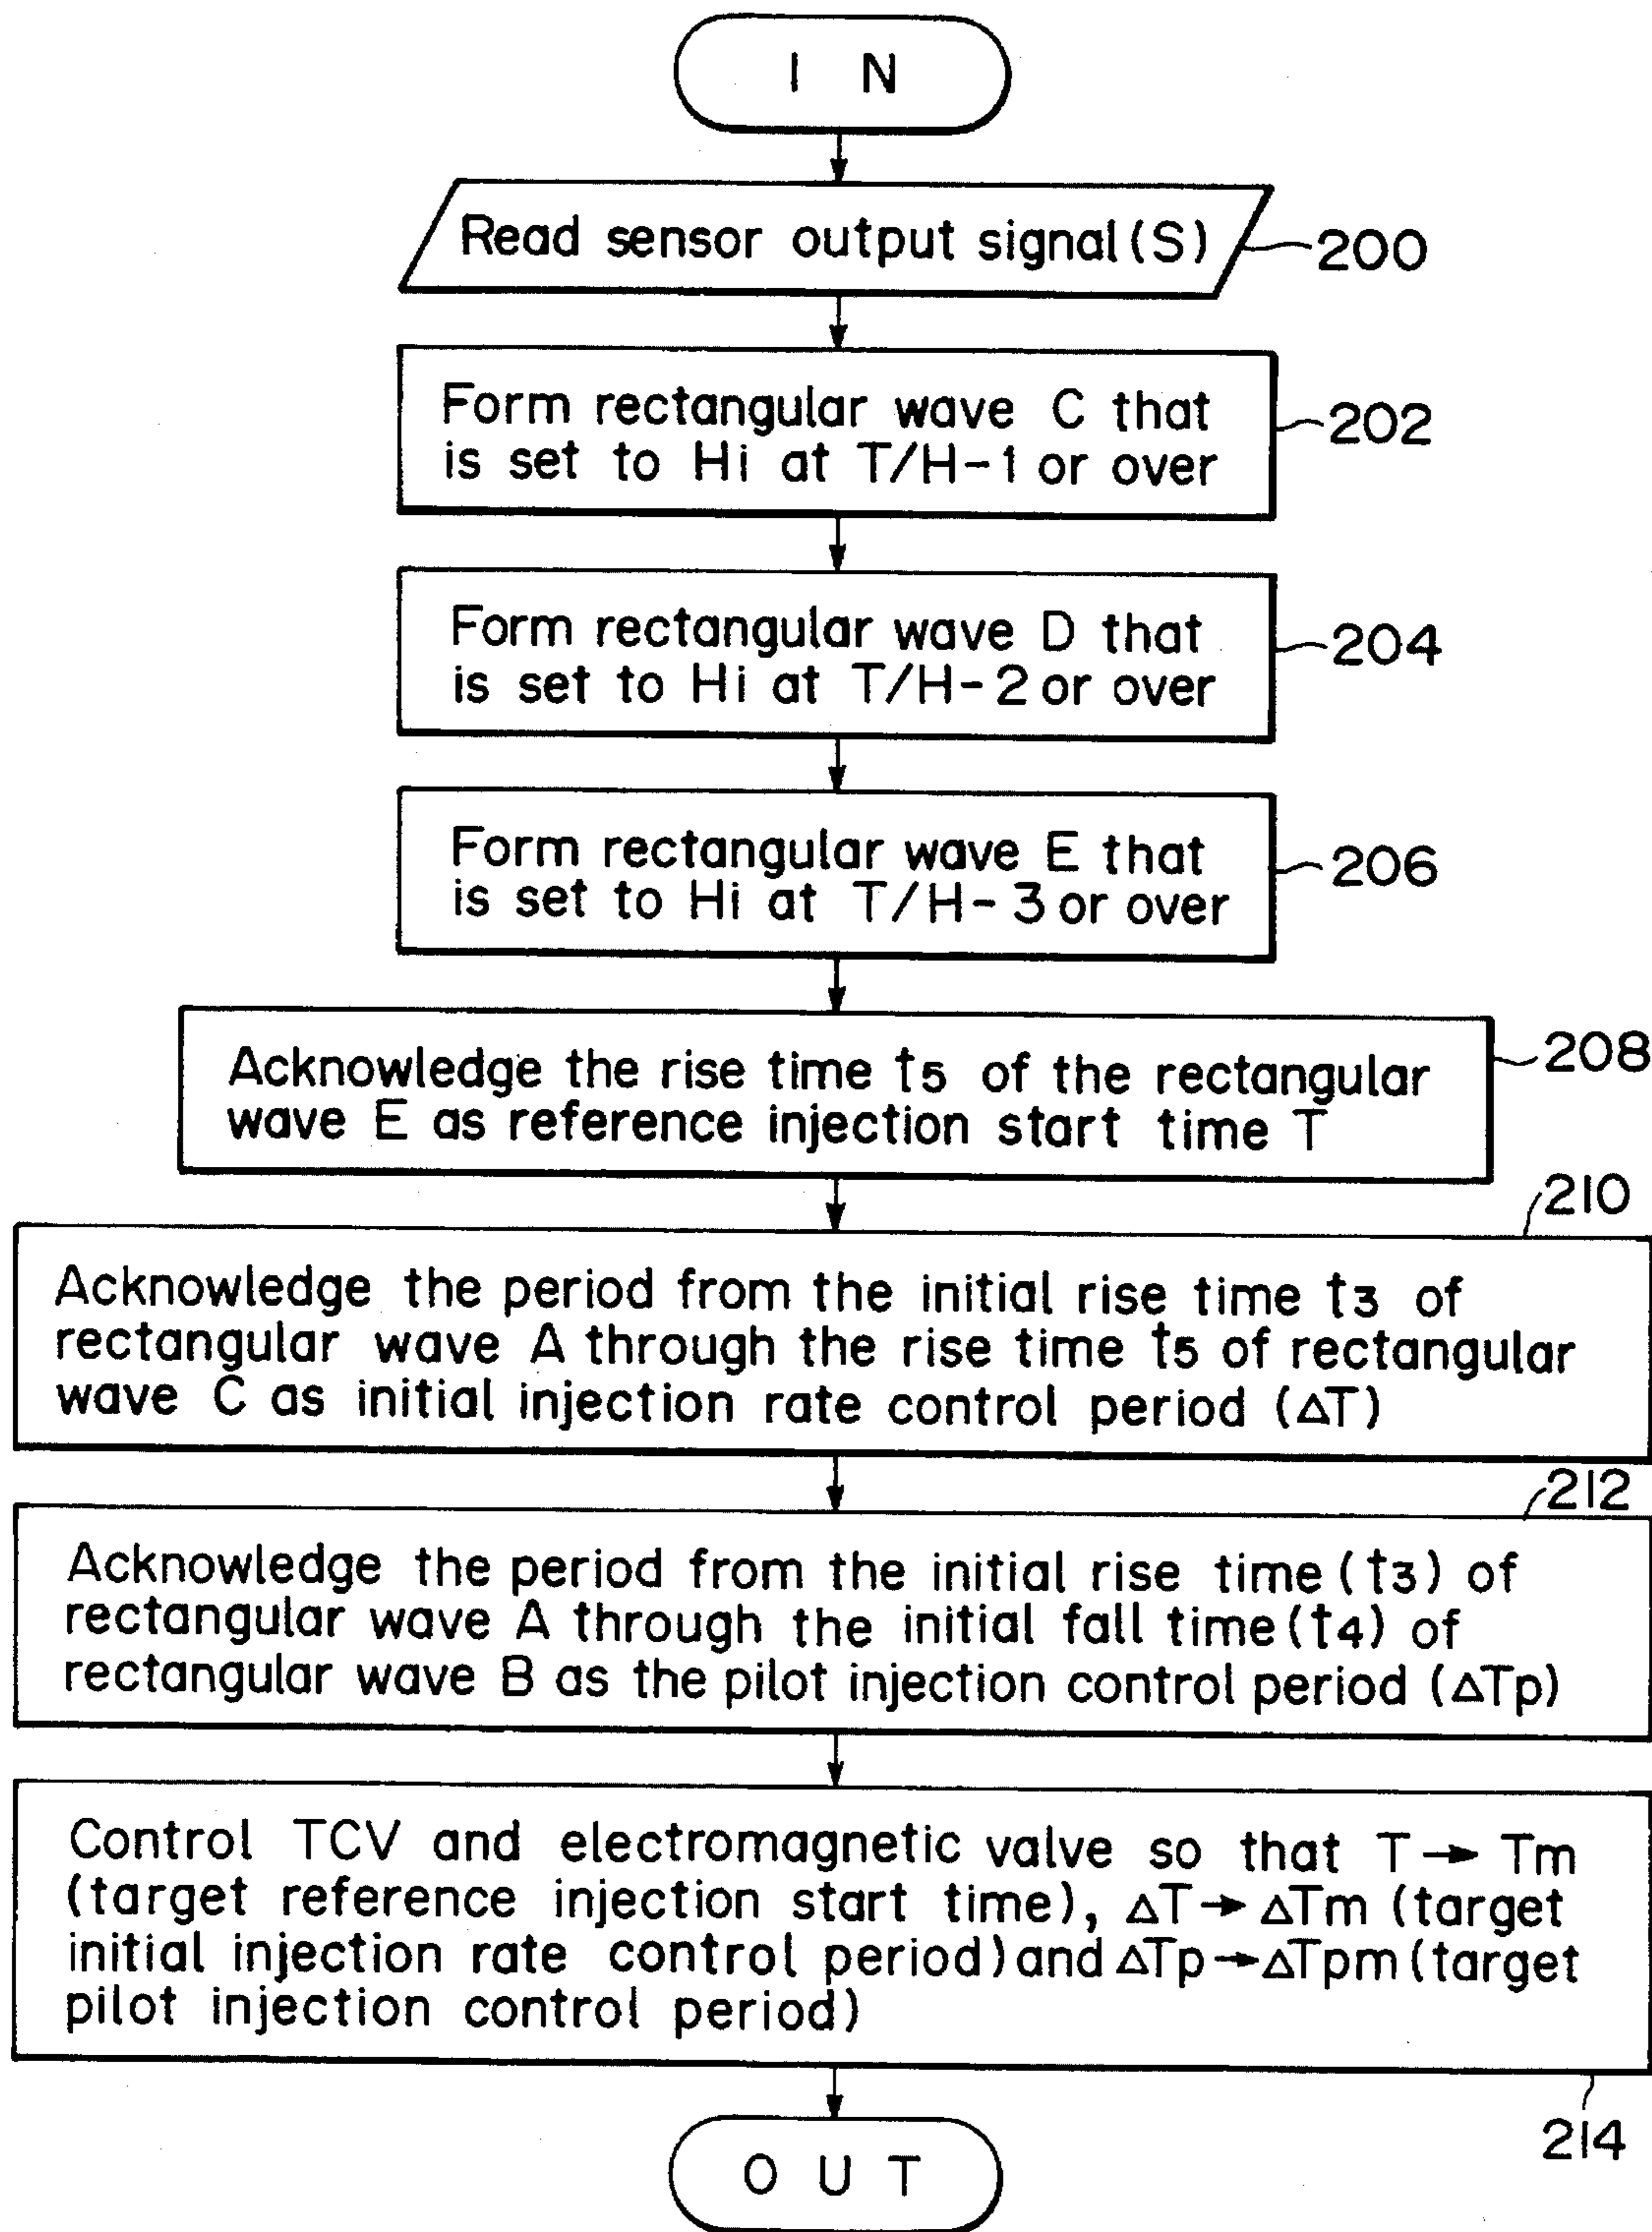 IN
Read sensor output signal(S)
200
Form rectangular wave C that
is set to Hi at T/H-1 or over
202
Form rectangular wave D that
is set to Hi at T/H-2 or over
204
Form rectangular wave E that
is set to Hi at T/H-3 or over
206
Acknowledge the rise time t5 of the rectangular
wave E as reference injection start time T
208
210
Acknowledge the period from the initial rise time t3 of
rectangular wave A through the rise time t5 of rectangular
wave C as initial injection rate control period (ΔT)
212
Acknowledge the period from the initial rise time (t3) of
rectangular wave A through the initial fall time (t4) of
rectangular wave B as the pilot injection control period (ΔTp)
Control TCV and electromagnetic valve so that T→Tm
(target reference injection start time), ΔT→ΔTm (target
initial injection rate control period) and ΔTp→ΔTpm (target
pilot injection control period)
214
OUT